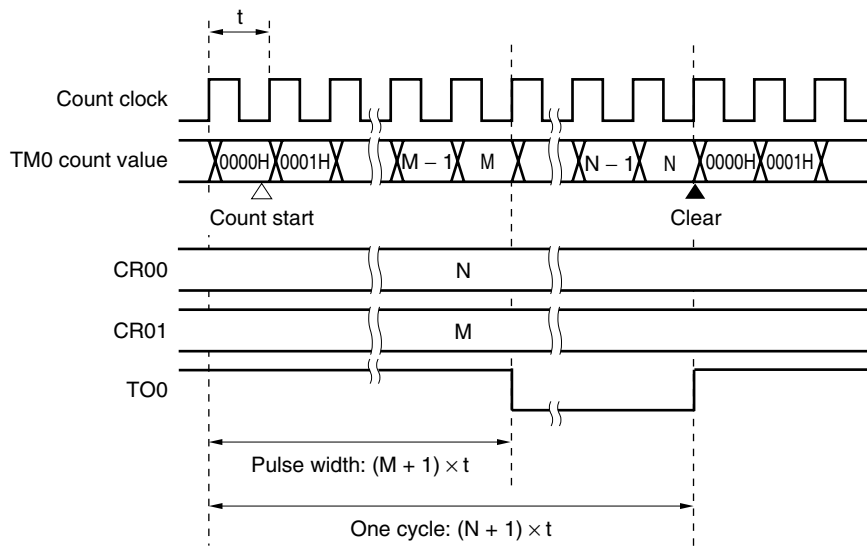 t
Count clock
TM0 count value
0000H 0001H M – 1 M N – 1 N 0000H 0001H
Count start
Clear
CR00
N
CR01
M
TO0
Pulse width: (M + 1) × t
One cycle: (N + 1) × t